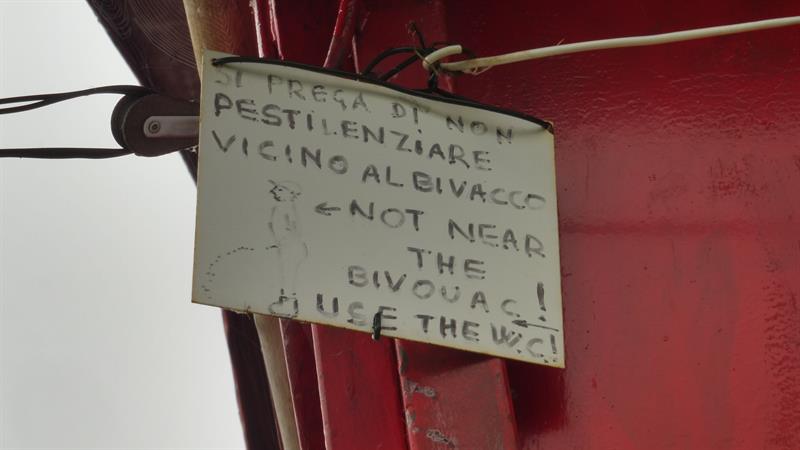 SI PREGA DI NON
PESTILENZIARE
VICINO AL BIVACCO
← NOT NEAR
THE
BIVOUAC!
USE THE W.C! ←